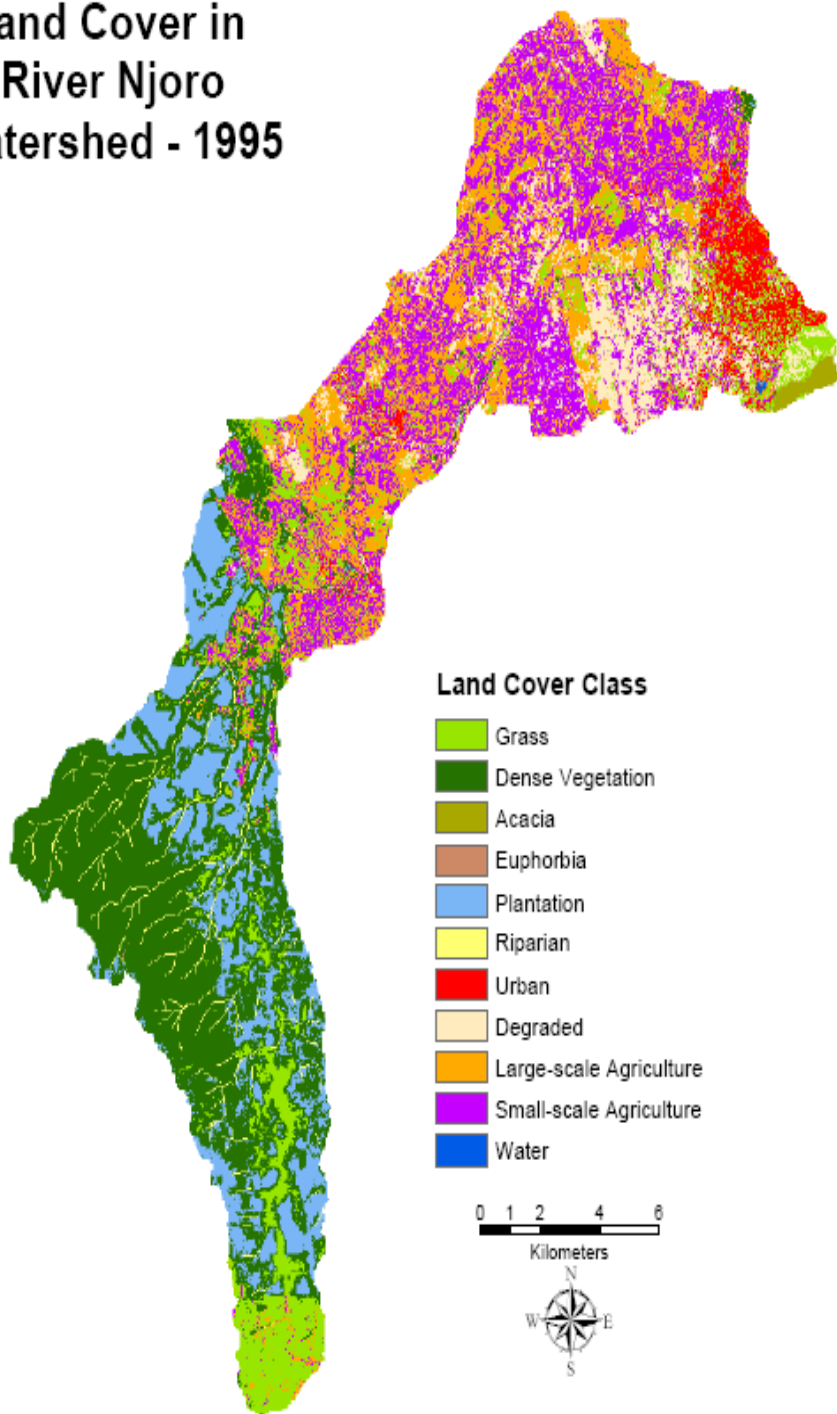 and Cover in
River Njoro
atershed - 1995
Land Cover Class
Grass
Dense Vegetation
Acacia
Euphorbia
Plantation
Riparian
Urban
Degraded
Large-scale Agriculture
Small-scale Agriculture
Water
0 1 2 4 6
Kilometers
N
W E
S